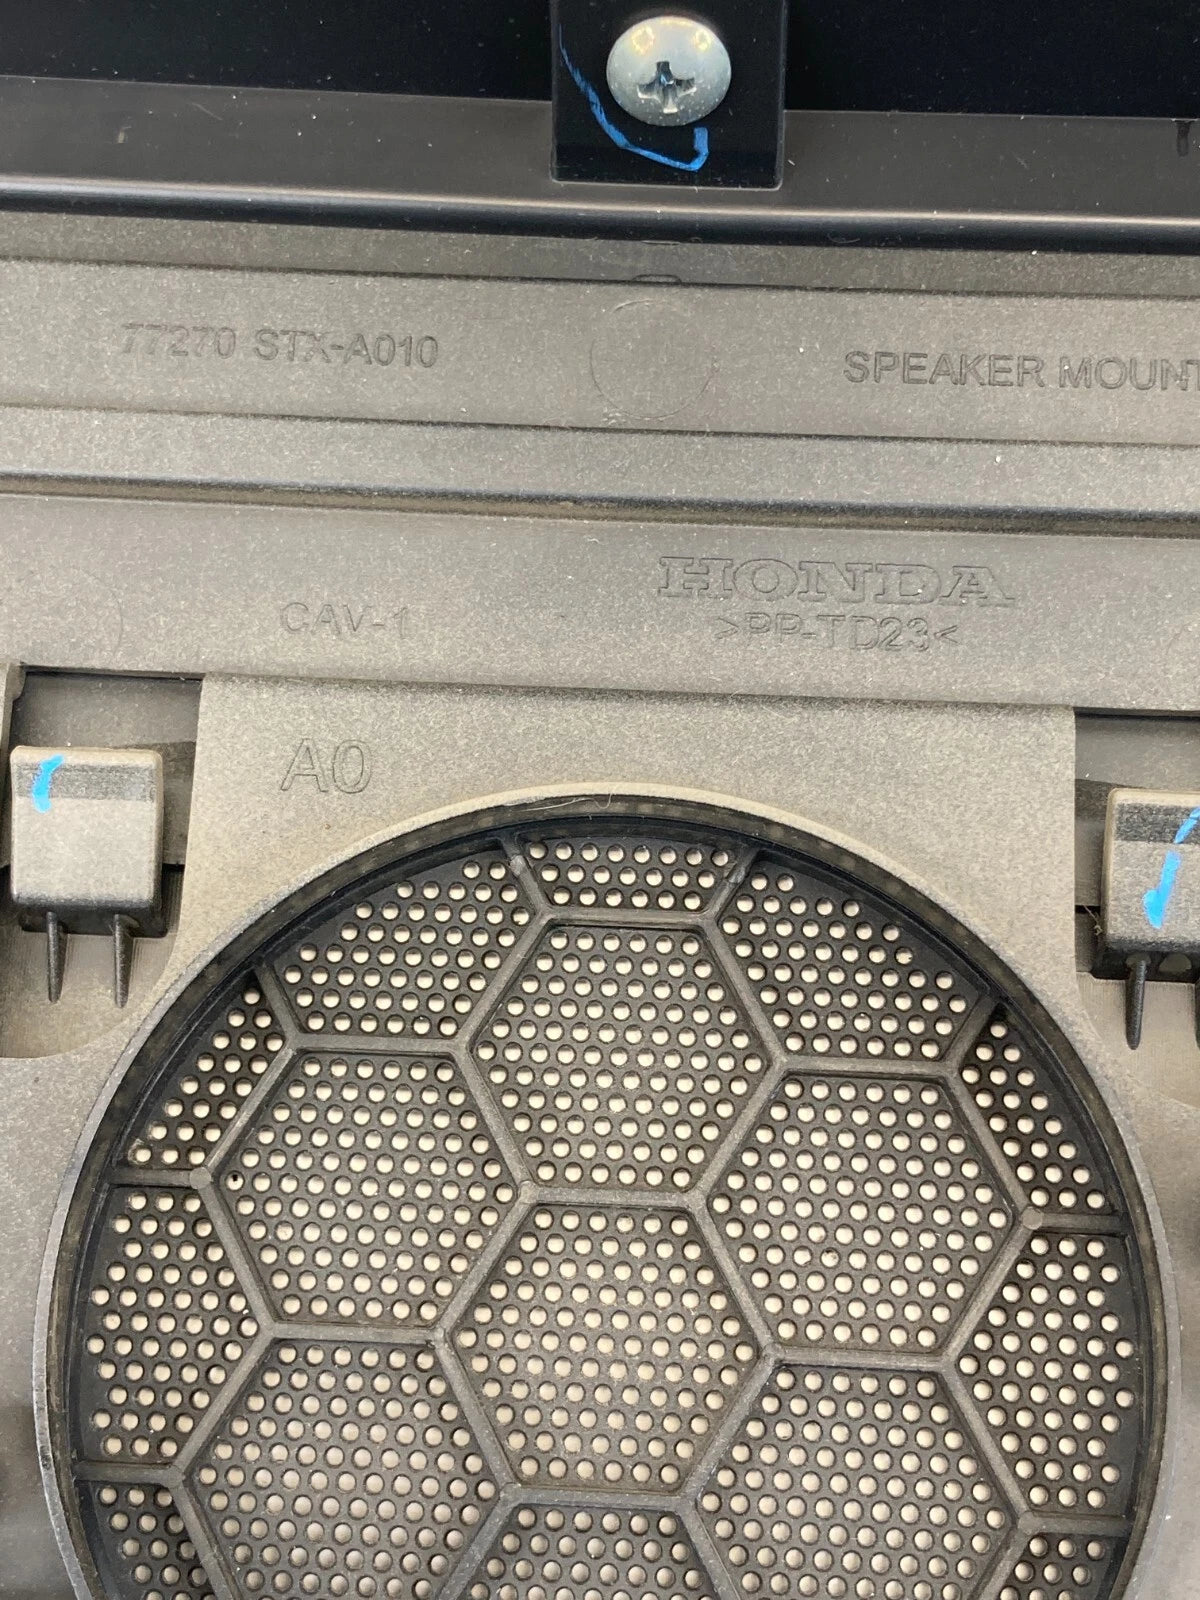 77270 STX-A010
SPEAKER MOUNT
HONDA
CAV-1
>PP-TD23<
A0